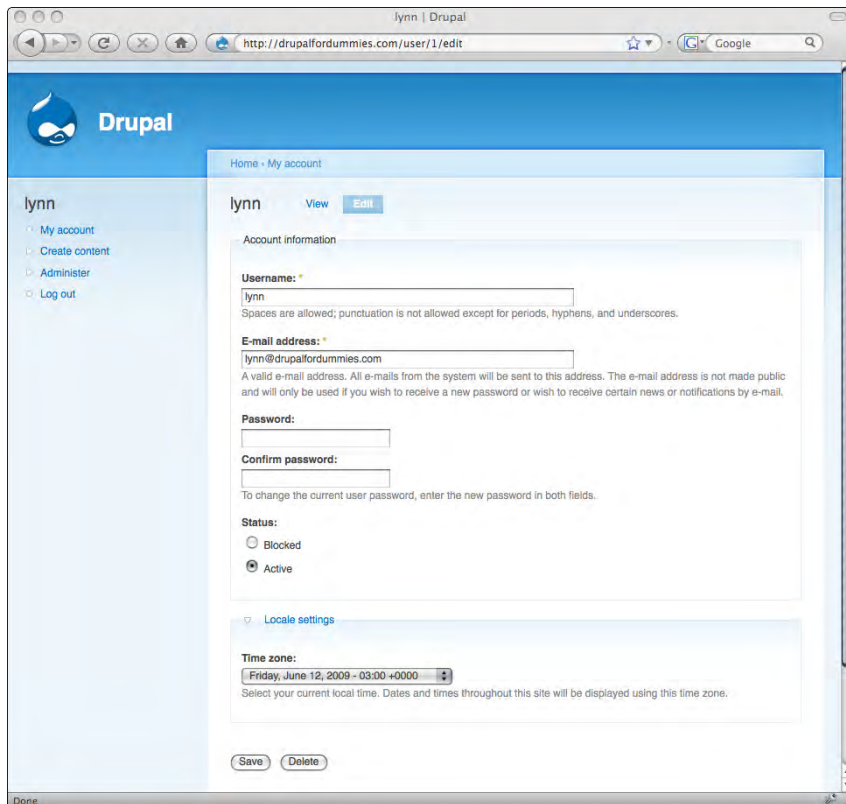 lynn | Drupal
http://drupalfordummies.com/user/1/edit
G Google
Drupal
Home › My account
lynn
My account
Create content
Administer
Log out
lynn View Edit
Account information
Username: *
lynn
Spaces are allowed; punctuation is not allowed except for periods, hyphens, and underscores.
E-mail address: *
lynn@drupalfordummies.com
A valid e-mail address. All e-mails from the system will be sent to this address. The e-mail address is not made public
and will only be used if you wish to receive a new password or wish to receive certain news or notifications by e-mail.
Password:
Confirm password:
To change the current user password, enter the new password in both fields.
Status:
Blocked
Active
Locale settings
Time zone:
Friday, June 12, 2009 - 03:00 +0000
Select your current local time. Dates and times throughout this site will be displayed using this time zone.
Save Delete
Done